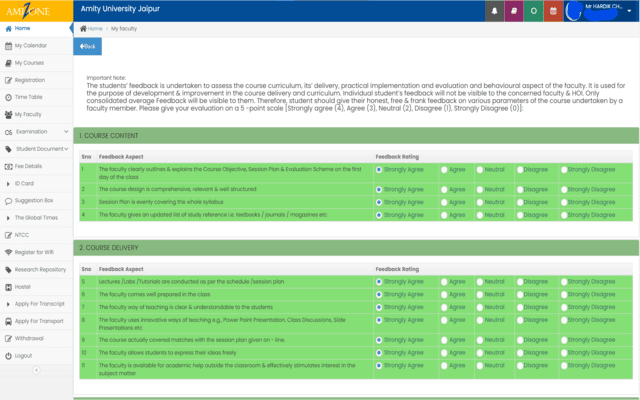 AMIZONE
Amity University Jaipur
Mr HARDIK CH...
Home
My Calendar
My Courses
Registration
Time Table
My Faculty
Examination
Student Document
Fee Details
ID Card
Suggestion Box
The Global Times
NTCC
Register for Wifi
Research Repository
Hostel
Apply For Transcript
Apply For Transport
Withdrawal
Logout
Home › My faculty
Back
Important Note:
The students' feedback is undertaken to assess the course curriculum, its' delivery, practical implementation and evaluation and behavioural aspect of the faculty. It is used for
the purpose of development & improvement in the course delivery and curriculum. Individual student's feedback will not be visible to the concerned faculty & HOI. Only
consolidated average Feedback will be visible to them. Therefore, student should give their honest, free & frank feedback on various parameters of the course undertaken by a
faculty member. Please give your evaluation on a 5 -point scale [Strongly agree (4), Agree (3), Neutral (2), Disagree (1), Strongly Disagree (0)]:
1. COURSE CONTENT
Sno Feedback Aspect Feedback Rating
1 The faculty clearly outlines & explains the Course Objective, Session Plan & Evaluation Scheme on the first Strongly Agree Agree Neutral Disagree Strongly Disagree
day of the class
2 The course design is comprehensive, relevant & well structured Strongly Agree Agree Neutral Disagree Strongly Disagree
3 Session Plan is evenly covering the whole syllabus Strongly Agree Agree Neutral Disagree Strongly Disagree
4 The faculty gives an updated list of study reference i.e. textbooks / journals / magazines etc Strongly Agree Agree Neutral Disagree Strongly Disagree
2. COURSE DELIVERY
Sno Feedback Aspect Feedback Rating
5 Lectures /Labs /Tutorials are conducted as per the schedule /session plan Strongly Agree Agree Neutral Disagree Strongly Disagree
6 The faculty comes well prepared in the class Strongly Agree Agree Neutral Disagree Strongly Disagree
7 The faculty way of teaching is clear & understandable to the students Strongly Agree Agree Neutral Disagree Strongly Disagree
8 The faculty uses innovative ways of teaching e.g., Power Point Presentation, Class Discussions, Slide Strongly Agree Agree Neutral Disagree Strongly Disagree
Presentations etc
9 The course actually covered matches with the session plan given on - line. Strongly Agree Agree Neutral Disagree Strongly Disagree
10 The faculty allows students to express their ideas freely Strongly Agree Agree Neutral Disagree Strongly Disagree
11 The faculty is available for academic help outside the classroom & effectively stimulates interest in the Strongly Agree Agree Neutral Disagree Strongly Disagree
subject matter